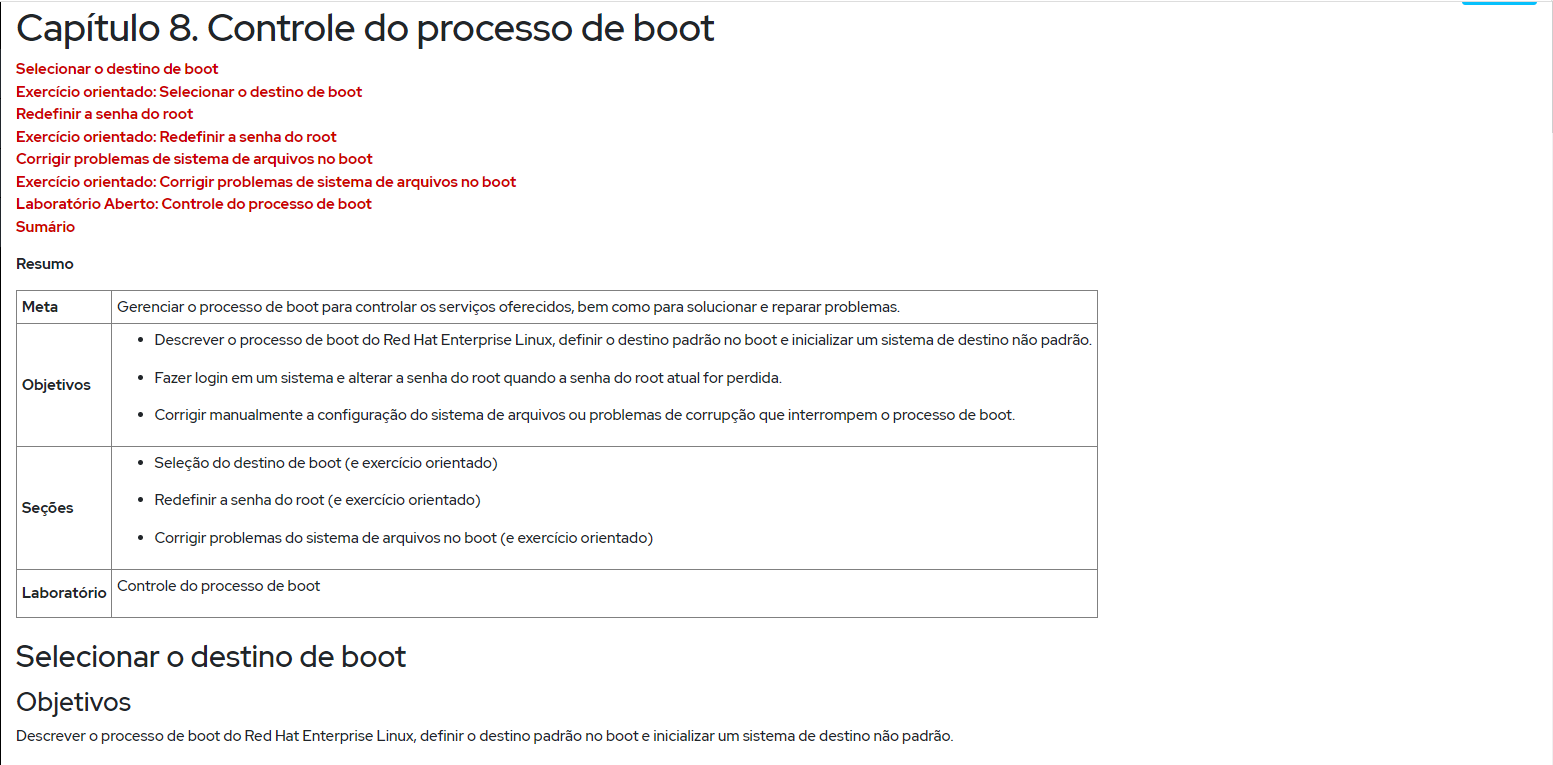 Capítulo 8. Controle do processo de boot
Selecionar o destino de boot
Exercício orientado: Selecionar o destino de boot
Redefinir a senha do root
Exercício orientado: Redefinir a senha do root
Corrigir problemas de sistema de arquivos no boot
Exercício orientado: Corrigir problemas de sistema de arquivos no boot
Laboratório Aberto: Controle do processo de boot
Sumário
Resumo
Meta
Gerenciar o processo de boot para controlar os serviços oferecidos, bem como para solucionar e reparar problemas.
Objetivos
• Descrever o processo de boot do Red Hat Enterprise Linux, definir o destino padrão no boot e inicializar um sistema de destino não padrão.
• Fazer login em um sistema e alterar a senha do root quando a senha do root atual for perdida.
• Corrigir manualmente a configuração do sistema de arquivos ou problemas de corrupção que interrompem o processo de boot.
Seções
• Seleção do destino de boot (e exercício orientado)
• Redefinir a senha do root (e exercício orientado)
• Corrigir problemas do sistema de arquivos no boot (e exercício orientado)
Laboratório
Controle do processo de boot
Selecionar o destino de boot
Objetivos
Descrever o processo de boot do Red Hat Enterprise Linux, definir o destino padrão no boot e inicializar um sistema de destino não padrão.